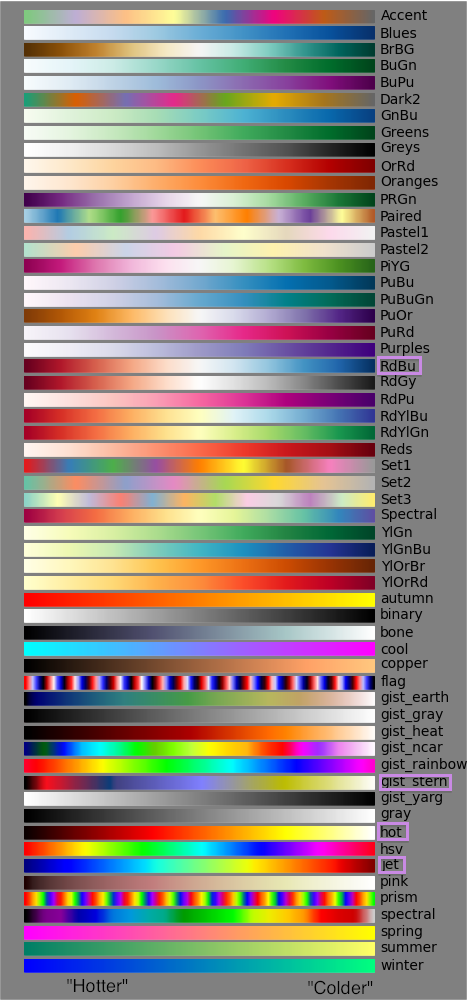 Accent
Blues
BrBG
BuGn
BuPu
Dark2
GnBu
Greens
Greys
OrRd
Oranges
PRGn
Paired
Pastel1
Pastel2
PiYG
PuBu
PuBuGn
PuOr
PuRd
Purples
RdBu
RdGy
RdPu
RdYlBu
RdYlGn
Reds
Set1
Set2
Set3
Spectral
YlGn
YlGnBu
YlOrBr
YlOrRd
autumn
binary
bone
cool
copper
flag
gist_earth
gist_gray
gist_heat
gist_ncar
gist_rainbow
gist_stern
gist_yarg
gray
hot
hsv
jet
pink
prism
spectral
spring
summer
winter
"Hotter" "Colder"